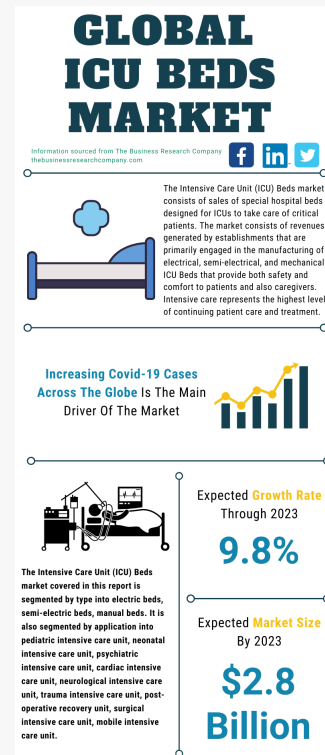 GLOBAL
ICU BEDS
MARKET
Information sourced from The Business Research Company
thebusinessresearchcompany.com
The Intensive Care Unit (ICU) Beds market
consists of sales of special hospital beds
designed for ICUs to take care of critical
patients. The market consists of revenues
generated by establishments that are
primarily engaged in the manufacturing of
electrical, semi-electrical, and mechanical
ICU Beds that provide both safety and
comfort to patients and also caregivers.
Intensive care represents the highest level
of continuing patient care and treatment.
Increasing Covid-19 Cases
Across The Globe Is The Main
Driver Of The Market
The Intensive Care Unit (ICU) Beds
market covered in this report is
segmented by type into electric beds,
semi-electric beds, manual beds. It is
also segmented by application into
pediatric intensive care unit, neonatal
intensive care unit, psychiatric
intensive care unit, cardiac intensive
care unit, neurological intensive care
unit, trauma intensive care unit, post-
operative recovery unit, surgical
intensive care unit, mobile intensive
care unit.
Expected Growth Rate
Through 2023
9.8%
Expected Market Size
By 2023
$2.8
Billion